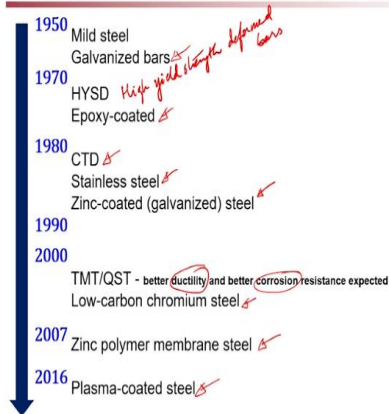 1950
Mild steel
Galvanized bars
1970
HYSD High yield strength deformed bars
Epoxy-coated
1980
CTD
Stainless steel
Zinc-coated (galvanized) steel
1990
2000
TMT/QST - better ductility and better corrosion resistance expected
Low-carbon chromium steel
2007
Zinc polymer membrane steel
2016
Plasma-coated steel